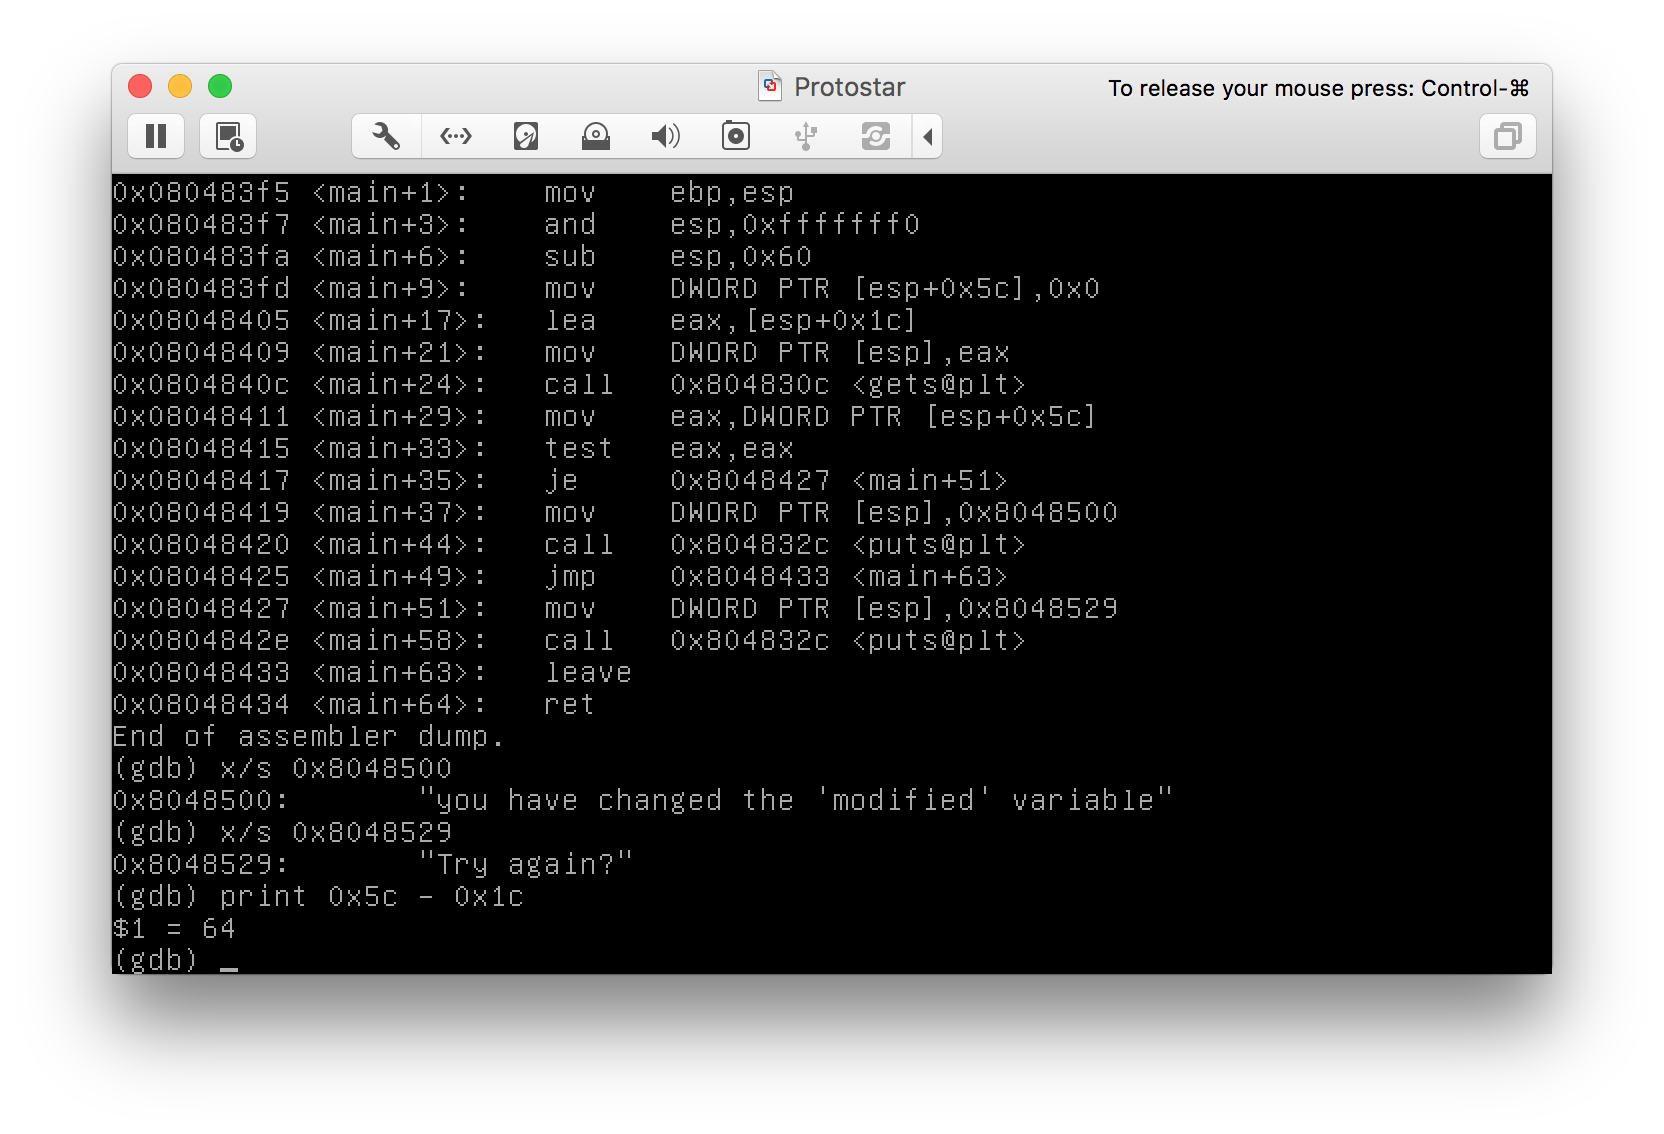 Protostar
To release your mouse press: Control-⌘
0x080483f5 <main+1>:    mov    ebp,esp
0x080483f7 <main+3>:    and    esp,0xfffffff0
0x080483fa <main+6>:    sub    esp,0x60
0x080483fd <main+9>:    mov    DWORD PTR [esp+0x5c],0x0
0x08048405 <main+17>:   lea    eax,[esp+0x1c]
0x08048409 <main+21>:   mov    DWORD PTR [esp],eax
0x0804840c <main+24>:   call   0x804830c <gets@plt>
0x08048411 <main+29>:   mov    eax,DWORD PTR [esp+0x5c]
0x08048415 <main+33>:   test   eax,eax
0x08048417 <main+35>:   je     0x8048427 <main+51>
0x08048419 <main+37>:   mov    DWORD PTR [esp],0x8048500
0x08048420 <main+44>:   call   0x804832c <puts@plt>
0x08048425 <main+49>:   jmp    0x8048433 <main+63>
0x08048427 <main+51>:   mov    DWORD PTR [esp],0x8048529
0x0804842e <main+58>:   call   0x804832c <puts@plt>
0x08048433 <main+63>:   leave
0x08048434 <main+64>:   ret
End of assembler dump.
(gdb) x/s 0x8048500
0x8048500:       "you have changed the 'modified' variable"
(gdb) x/s 0x8048529
0x8048529:       "Try again?"
(gdb) print 0x5c - 0x1c
$1 = 64
(gdb) _